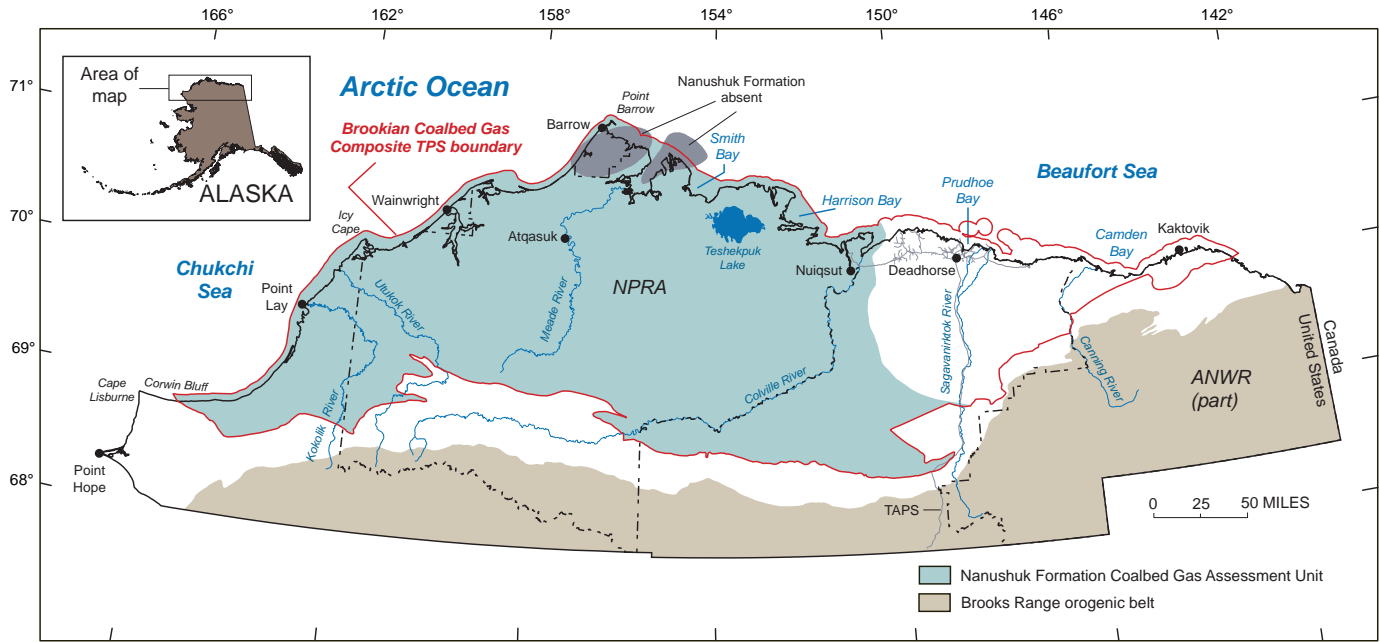 166°
162°
158°
154°
150°
146°
142°
71°
70°
69°
68°
Area of
map
ALASKA
Arctic Ocean
Brookian Coalbed Gas
Composite TPS boundary
Point
Barrow
Barrow
Nanushuk Formation
absent
Smith
Bay
Beaufort Sea
Prudhoe
Bay
Harrison Bay
Camden
Bay
Kaktovik
Wainwright
Icy
Cape
Atqasuk
Teshekpuk
Lake
Nuiqsut
Deadhorse
Chukchi
Sea
Point
Lay
Utukok River
Meade River
NPRA
Sagavanirktok River
Canning River
ANWR
(part)
Canada
United States
Cape
Lisburne
Corwin Bluff
Kokolik River
Colville River
Point
Hope
TAPS
0 25 50 MILES
Nanushuk Formation Coalbed Gas Assessment Unit
Brooks Range orogenic belt